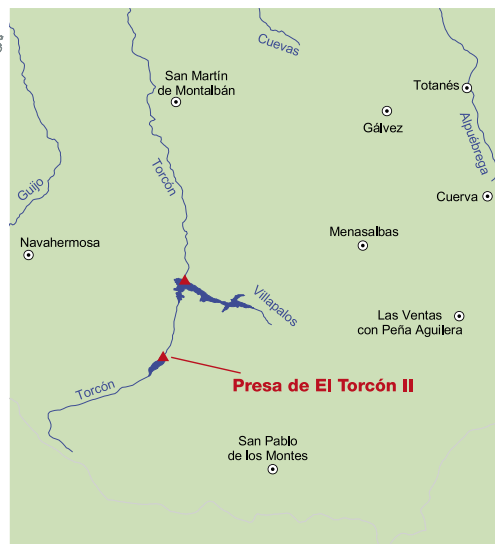 Cuevas
San Martín
de Montalbán
Totanés
Gálvez
Alpuébrega
Torcón
Guijo
Cuerva
Navahermosa
Menasalbas
Villapalos
Las Ventas
con Peña Aguilera
Presa de El Torcón II
Torcón
San Pablo
de los Montes